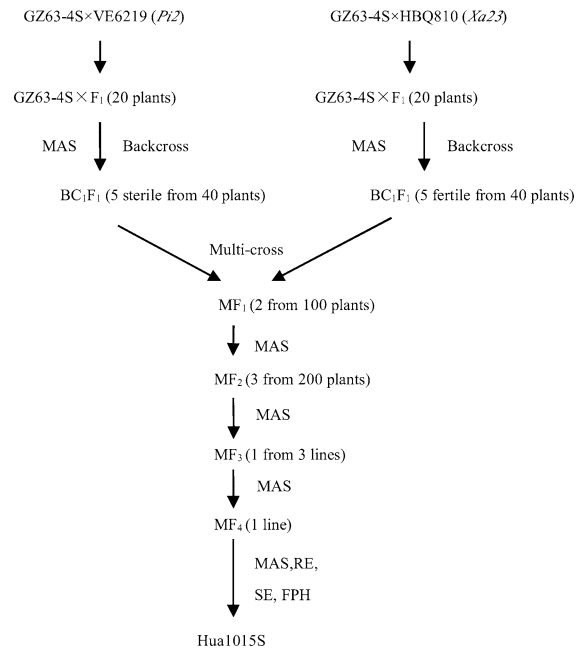 GZ63-4S×VE6219 (Pi2) GZ63-4S×HBQ810 (Xa23)
GZ63-4S×F₁ (20 plants) GZ63-4S×F₁ (20 plants)
MAS Backcross MAS Backcross
BC₁F₁ (5 sterile from 40 plants) BC₁F₁ (5 fertile from 40 plants)
Multi-cross
MF₁ (2 from 100 plants)
MAS
MF₂ (3 from 200 plants)
MAS
MF₃ (1 from 3 lines)
MAS
MF₄ (1 line)
MAS,RE,
SE, FPH
Hua1015S